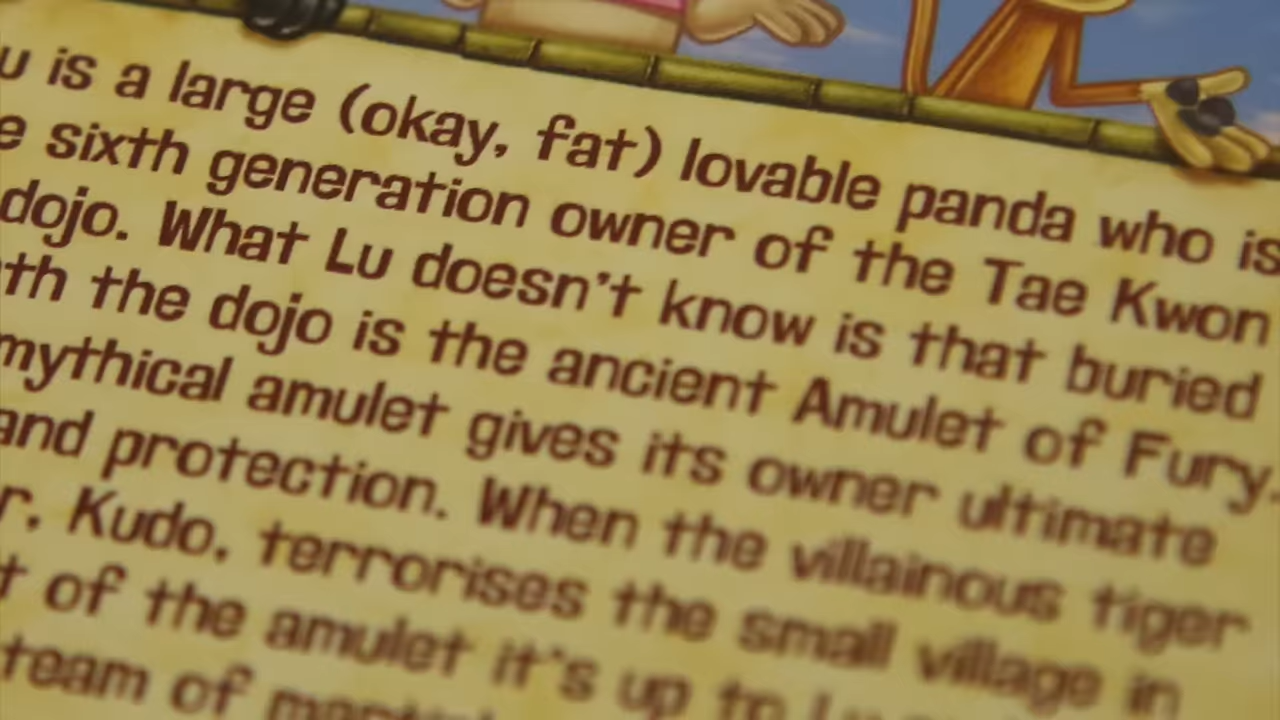 u is a large (okay, fat) lovable panda who is
e sixth generation owner of the Tae Kwon
dojo. What Lu doesn't know is that buried
th the dojo is the ancient Amulet of Fury.
mythical amulet gives its owner ultimate
and protection. When the villainous tiger
r, Kudo, terrorises the small village in
t of the amulet it's up to Lu
team of